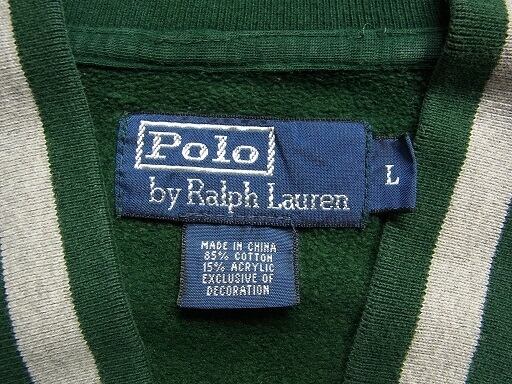 Polo
by Ralph Lauren
L
MADE IN CHINA
85% COTTON
15% ACRYLIC
EXCLUSIVE OF
DECORATION